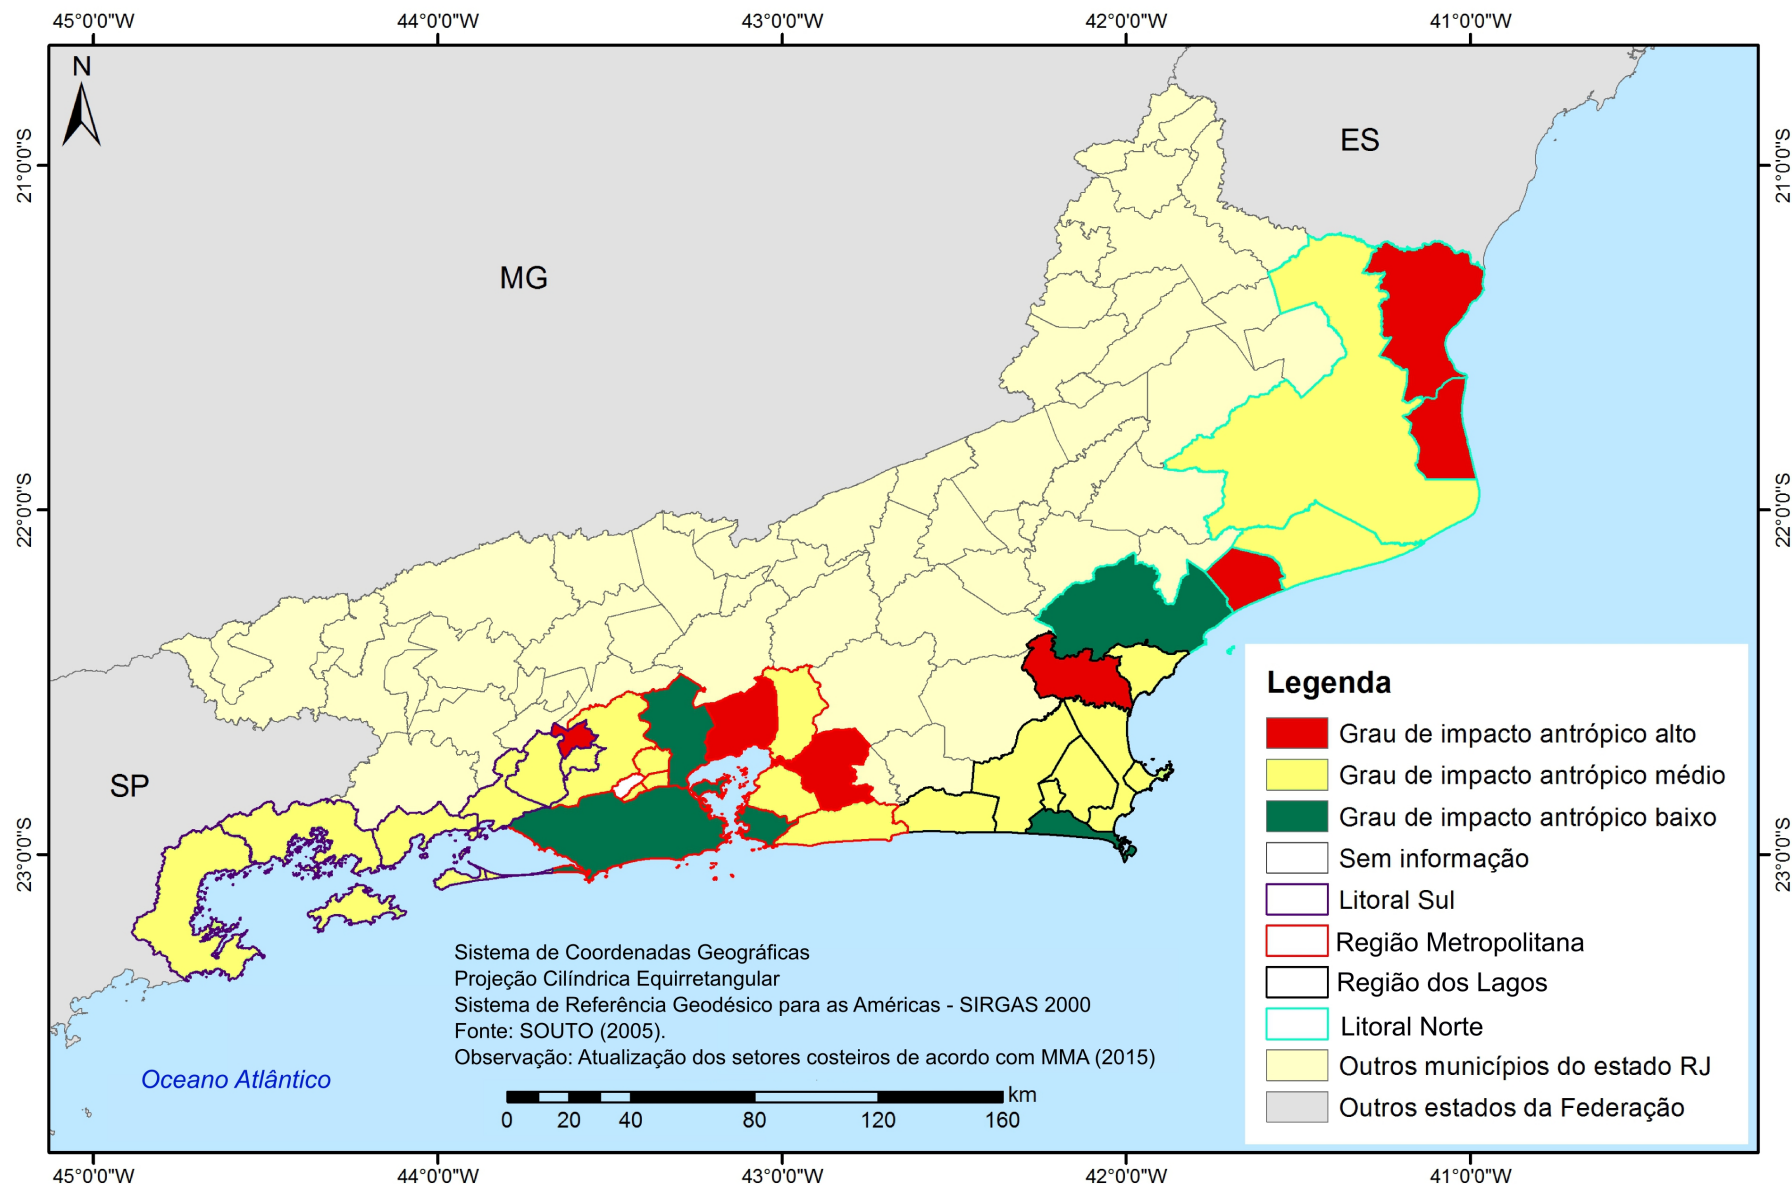 45°0'0"W 44°0'0"W 43°0'0"W 42°0'0"W 41°0'0"W
N
ES
21°0'0"S 21°0'0"S
MG
22°0'0"S 22°0'0"S
SP
23°0'0"S 23°0'0"S
Legenda
Grau de impacto antrópico alto
Grau de impacto antrópico médio
Grau de impacto antrópico baixo
Sem informação
Litoral Sul
Região Metropolitana
Região dos Lagos
Litoral Norte
Outros municípios do estado RJ
Outros estados da Federação
Sistema de Coordenadas Geográficas
Projeção Cilíndrica Equirretangular
Sistema de Referência Geodésico para as Américas - SIRGAS 2000
Fonte: SOUTO (2005).
Observação: Atualização dos setores costeiros de acordo com MMA (2015)
Oceano Atlântico
km
0 20 40 80 120 160
45°0'0"W 44°0'0"W 43°0'0"W 42°0'0"W 41°0'0"W